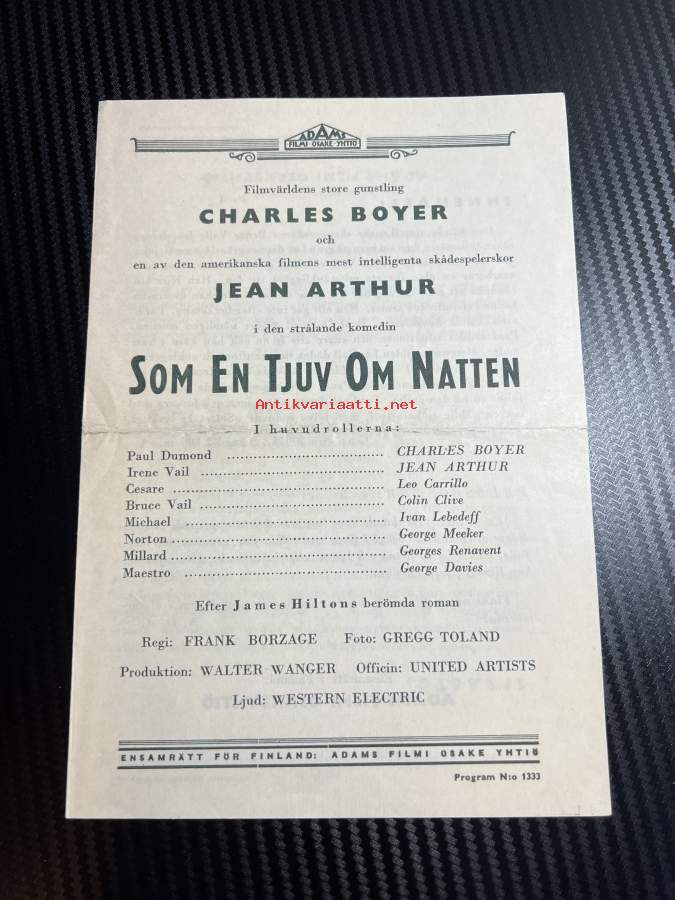 ADAMS
FILMI·OSAKE·YHTIÖ
Filmvärldens store gunstling
CHARLES BOYER
och
en av den amerikanska filmens mest intelligenta skådespelerskor
JEAN ARTHUR
i den strålande komedin
SOM EN TJUV OM NATTEN
Antikvariaatti.net
I huvudrollerna:
Paul Dumond ........ CHARLES BOYER
Irene Vail ........ JEAN ARTHUR
Cesare ........ Leo Carrillo
Bruce Vail ........ Colin Clive
Michael ........ Ivan Lebedeff
Norton ........ George Meeker
Millard ........ Georges Renavent
Maestro ........ George Davies
Efter James Hiltons berömda roman
Regi: FRANK BORZAGE Foto: GREGG TOLAND
Produktion: WALTER WANGER Officin: UNITED ARTISTS
Ljud: WESTERN ELECTRIC
ENSAMRÄTT FÖR FINLAND: ADAMS FILMI OSAKE YHTIÖ
Program N:o 1333